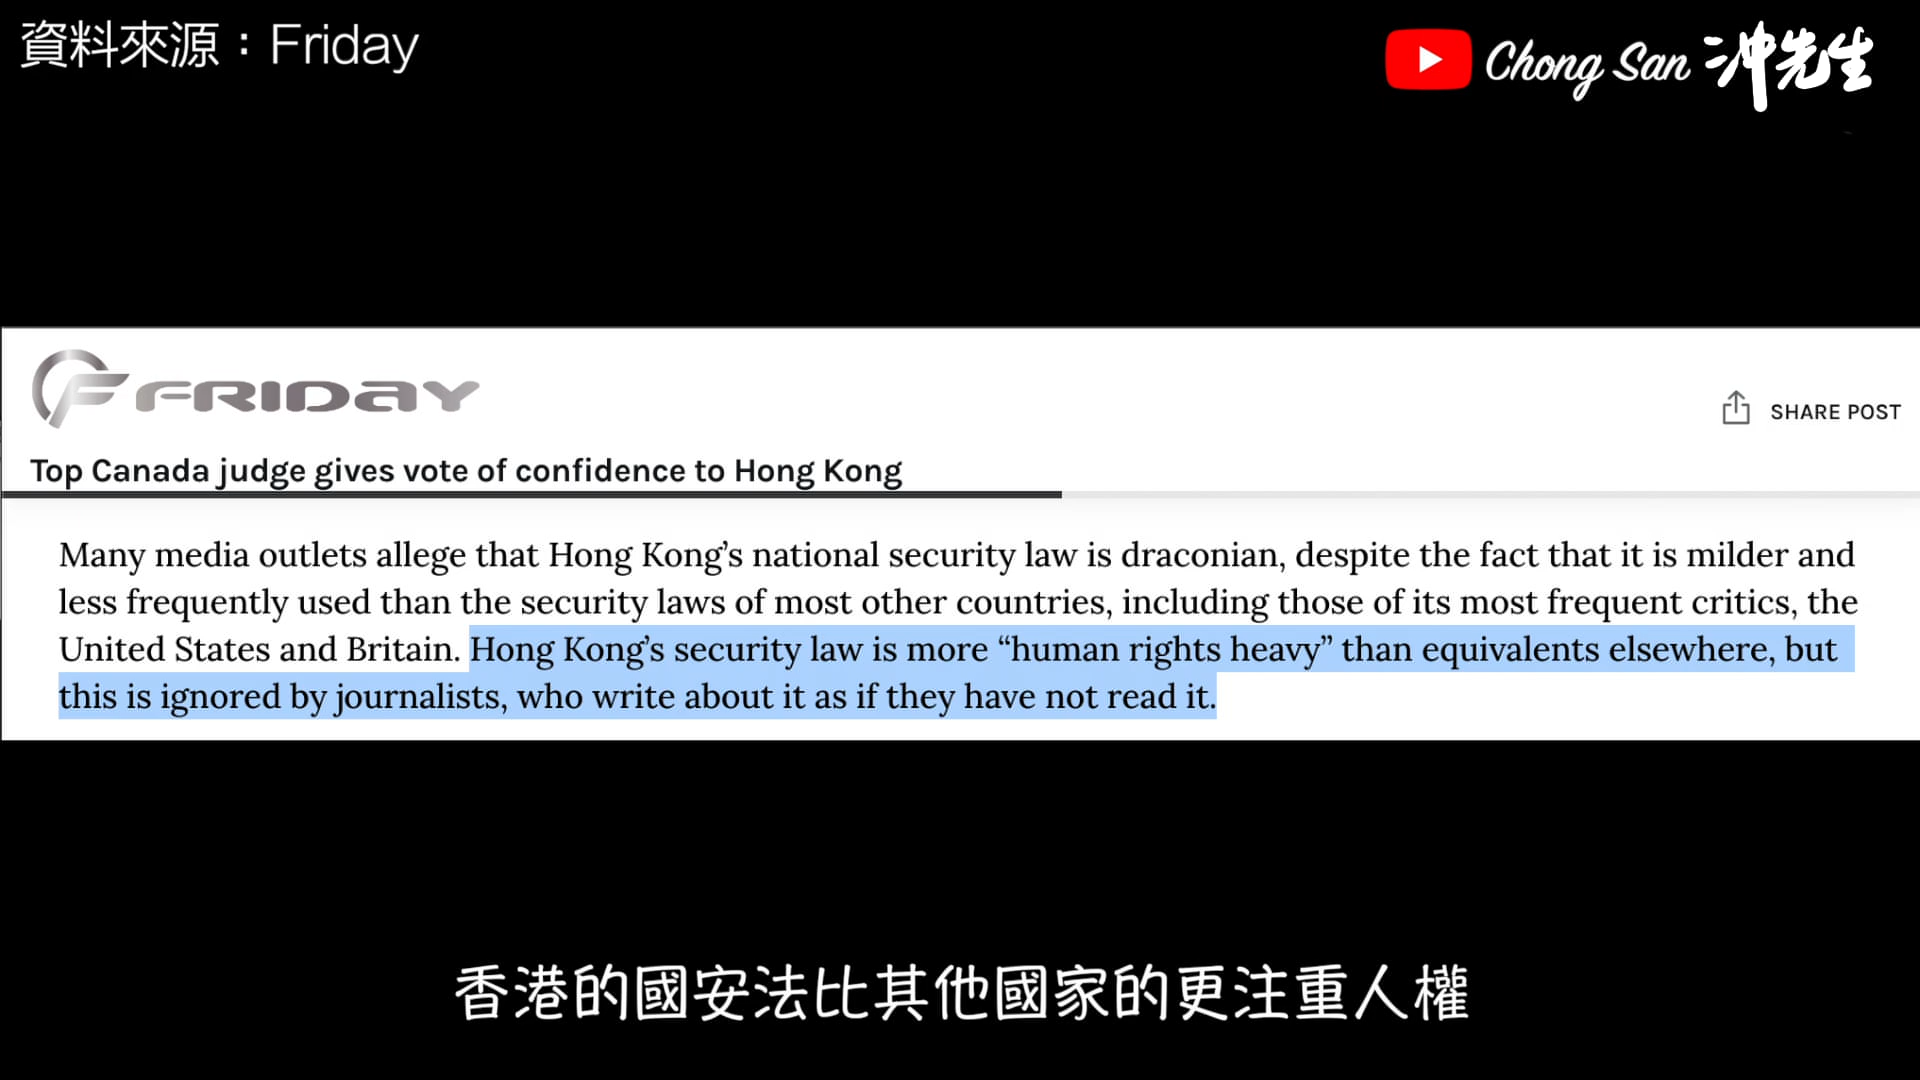 資料來源：Friday
Chong San 沖先生
FRIDAY
SHARE POST
Top Canada judge gives vote of confidence to Hong Kong
Many media outlets allege that Hong Kong’s national security law is draconian, despite the fact that it is milder and
less frequently used than the security laws of most other countries, including those of its most frequent critics, the
United States and Britain. Hong Kong’s security law is more “human rights heavy” than equivalents elsewhere, but
this is ignored by journalists, who write about it as if they have not read it.
香港的國安法比其他國家的更注重人權